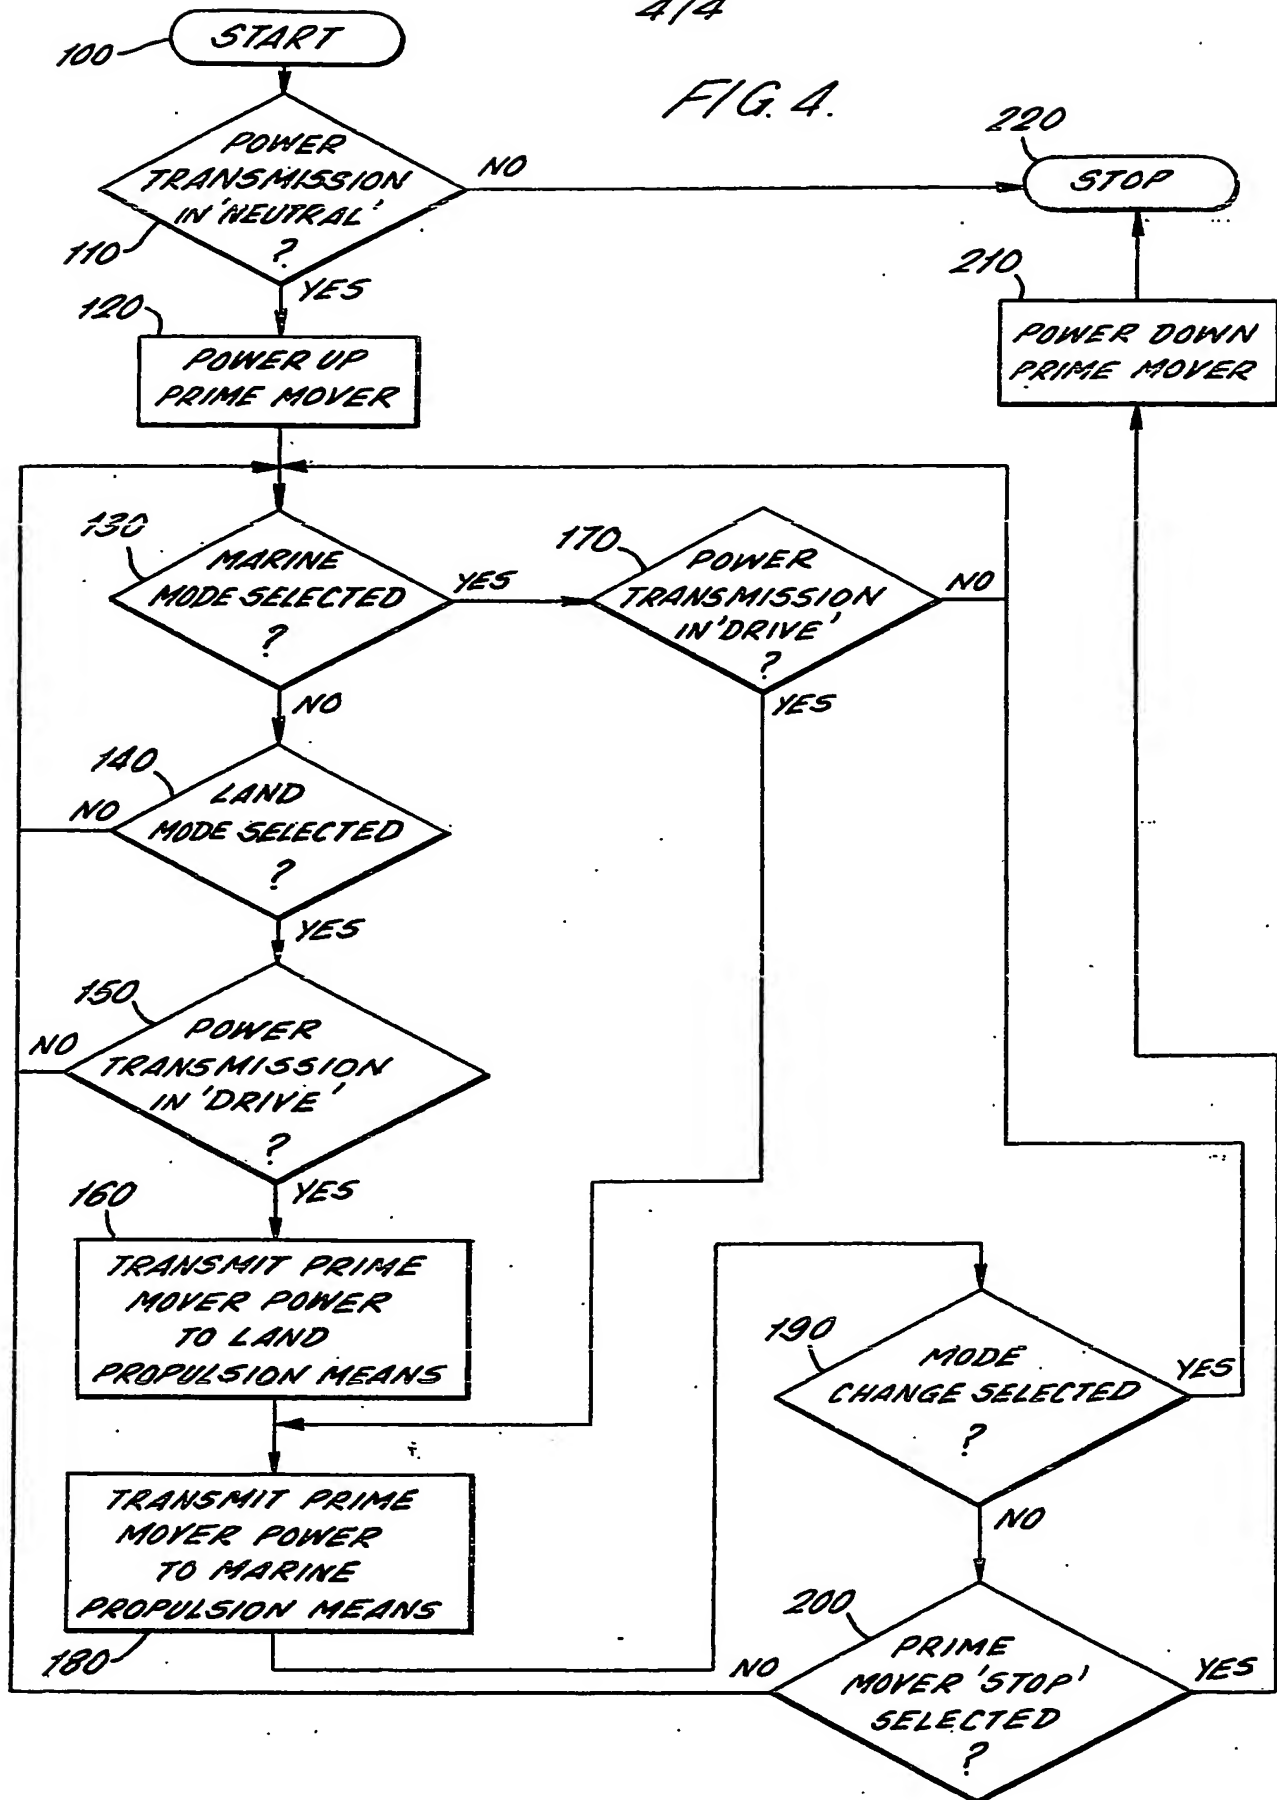 4/4
FIG. 4.
100
START
POWER
TRANSMISSION
IN 'NEUTRAL'
?
110
NO
220
STOP
YES
120
POWER UP
PRIME MOVER
210
POWER DOWN
PRIME MOVER
130
MARINE
MODE SELECTED
?
YES
170
POWER
TRANSMISSION
IN 'DRIVE'
?
NO
YES
NO
140
LAND
MODE SELECTED
?
NO
YES
150
POWER
TRANSMISSION
IN 'DRIVE'
?
NO
YES
160
TRANSMIT PRIME
MOVER POWER
TO LAND
PROPULSION MEANS
TRANSMIT PRIME
MOVER POWER
TO MARINE
PROPULSION MEANS
180
190
MODE
CHANGE SELECTED
?
YES
NO
200
PRIME
MOVER 'STOP'
SELECTED
?
NO
YES